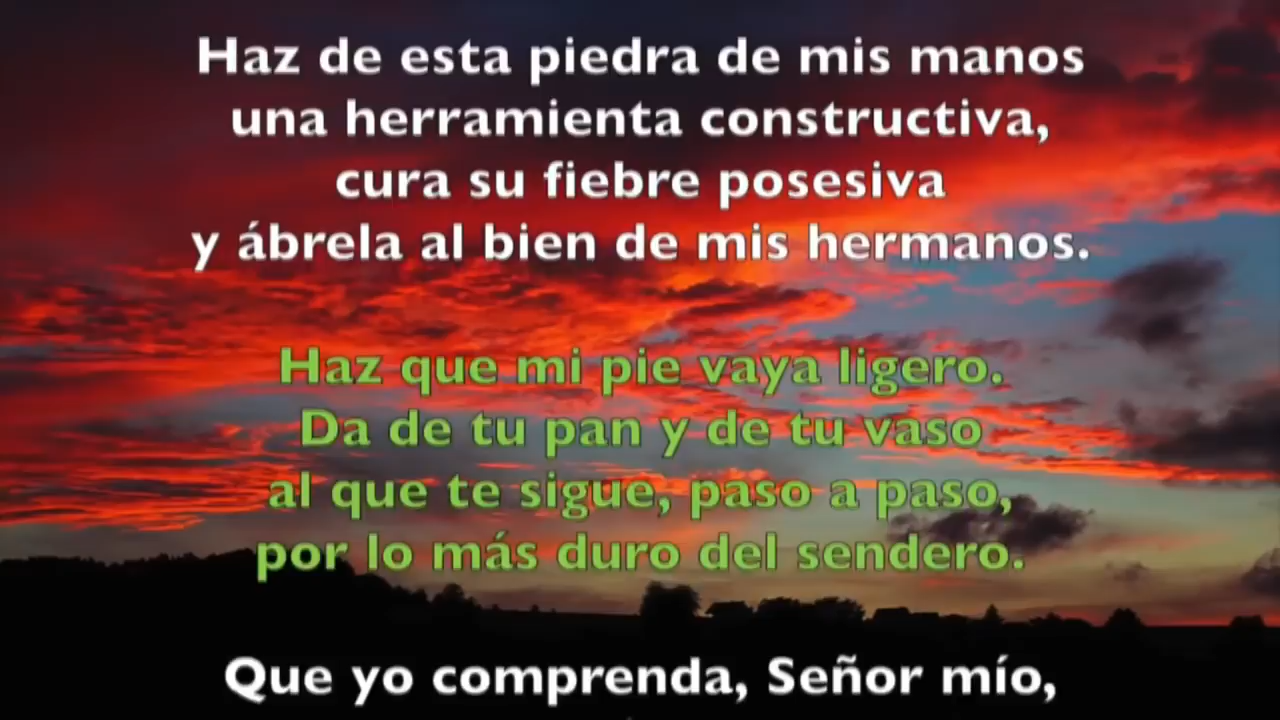 Haz de esta piedra de mis manos
una herramienta constructiva,
cura su fiebre posesiva
y ábrela al bien de mis hermanos.
Haz que mi pie vaya ligero.
Da de tu pan y de tu vaso
al que te sigue, paso a paso,
por lo más duro del sendero.
Que yo comprenda, Señor mío,